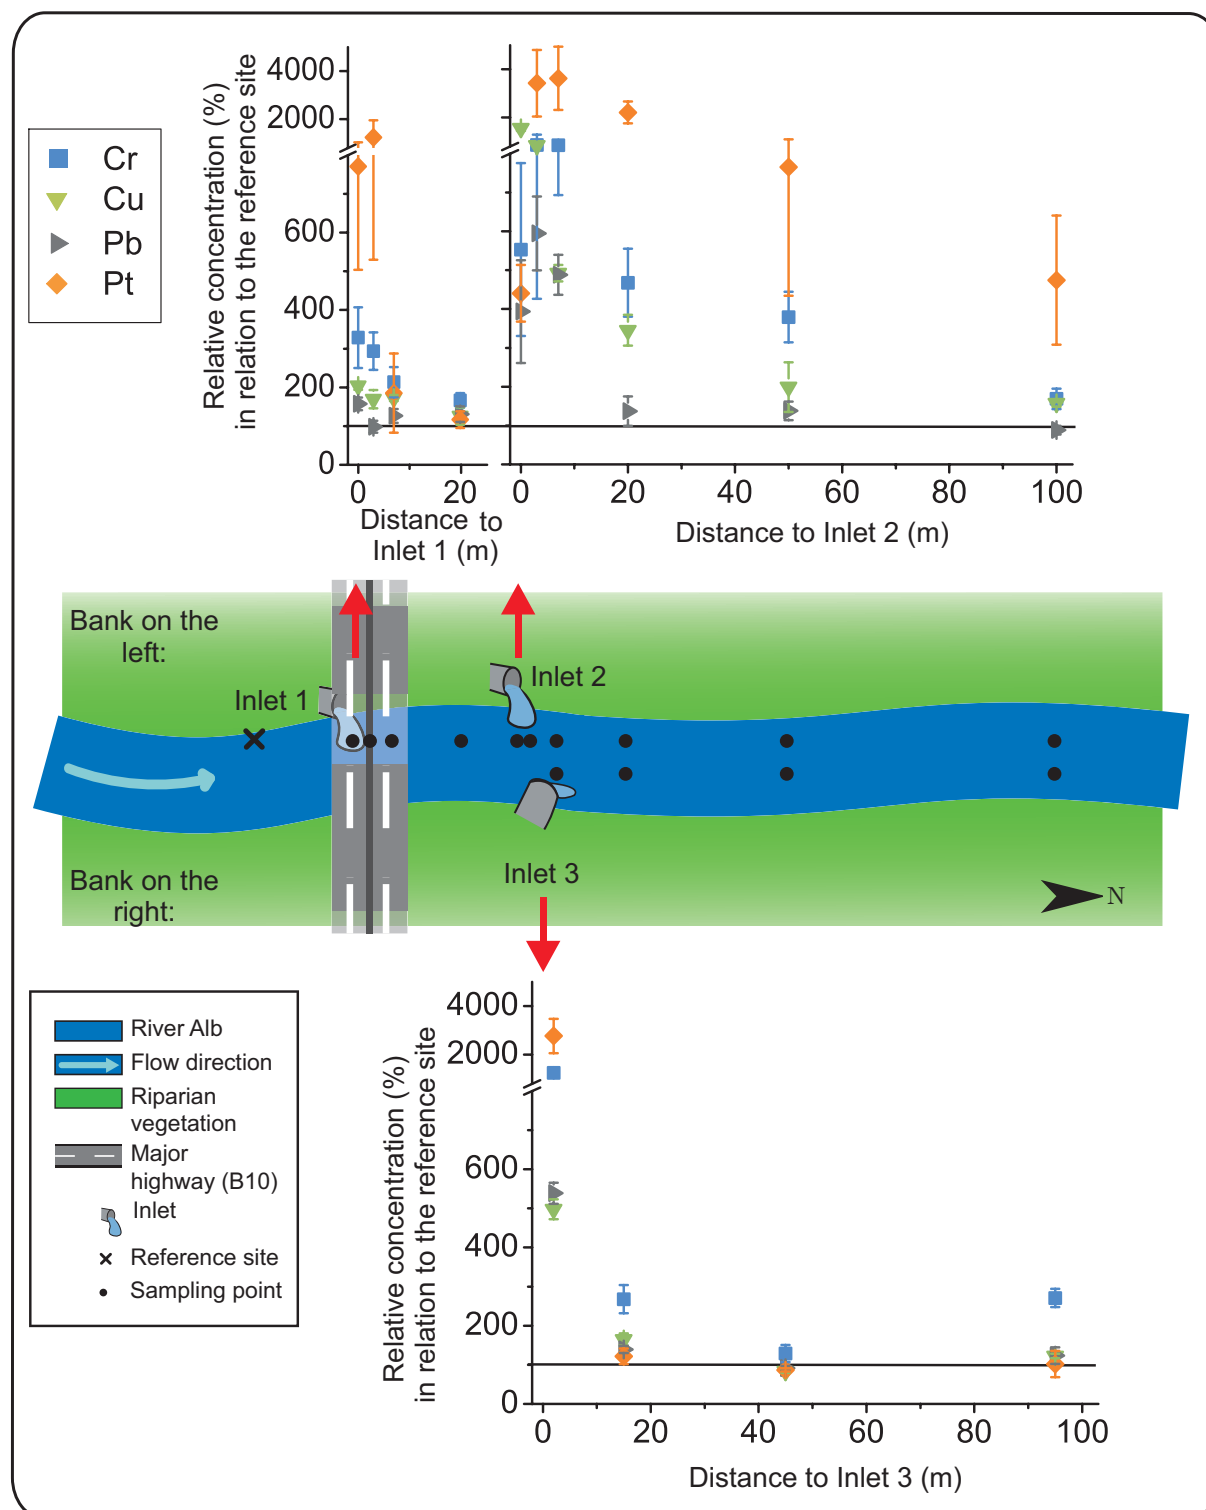 Relative concentration (%)
in relation to the reference site
4000
2000
600
400
200
0
Cr
Cu
Pb
Pt
0 20
Distance to
Inlet 1 (m)
0 20 40 60 80 100
Distance to Inlet 2 (m)
Bank on the
left:
Inlet 1
Inlet 2
Inlet 3
Bank on the
right:
N
River Alb
Flow direction
Riparian
vegetation
Major
highway (B10)
Inlet
Reference site
Sampling point
Relative concentration (%)
in relation to the reference site
4000
2000
600
400
200
0
0 20 40 60 80 100
Distance to Inlet 3 (m)